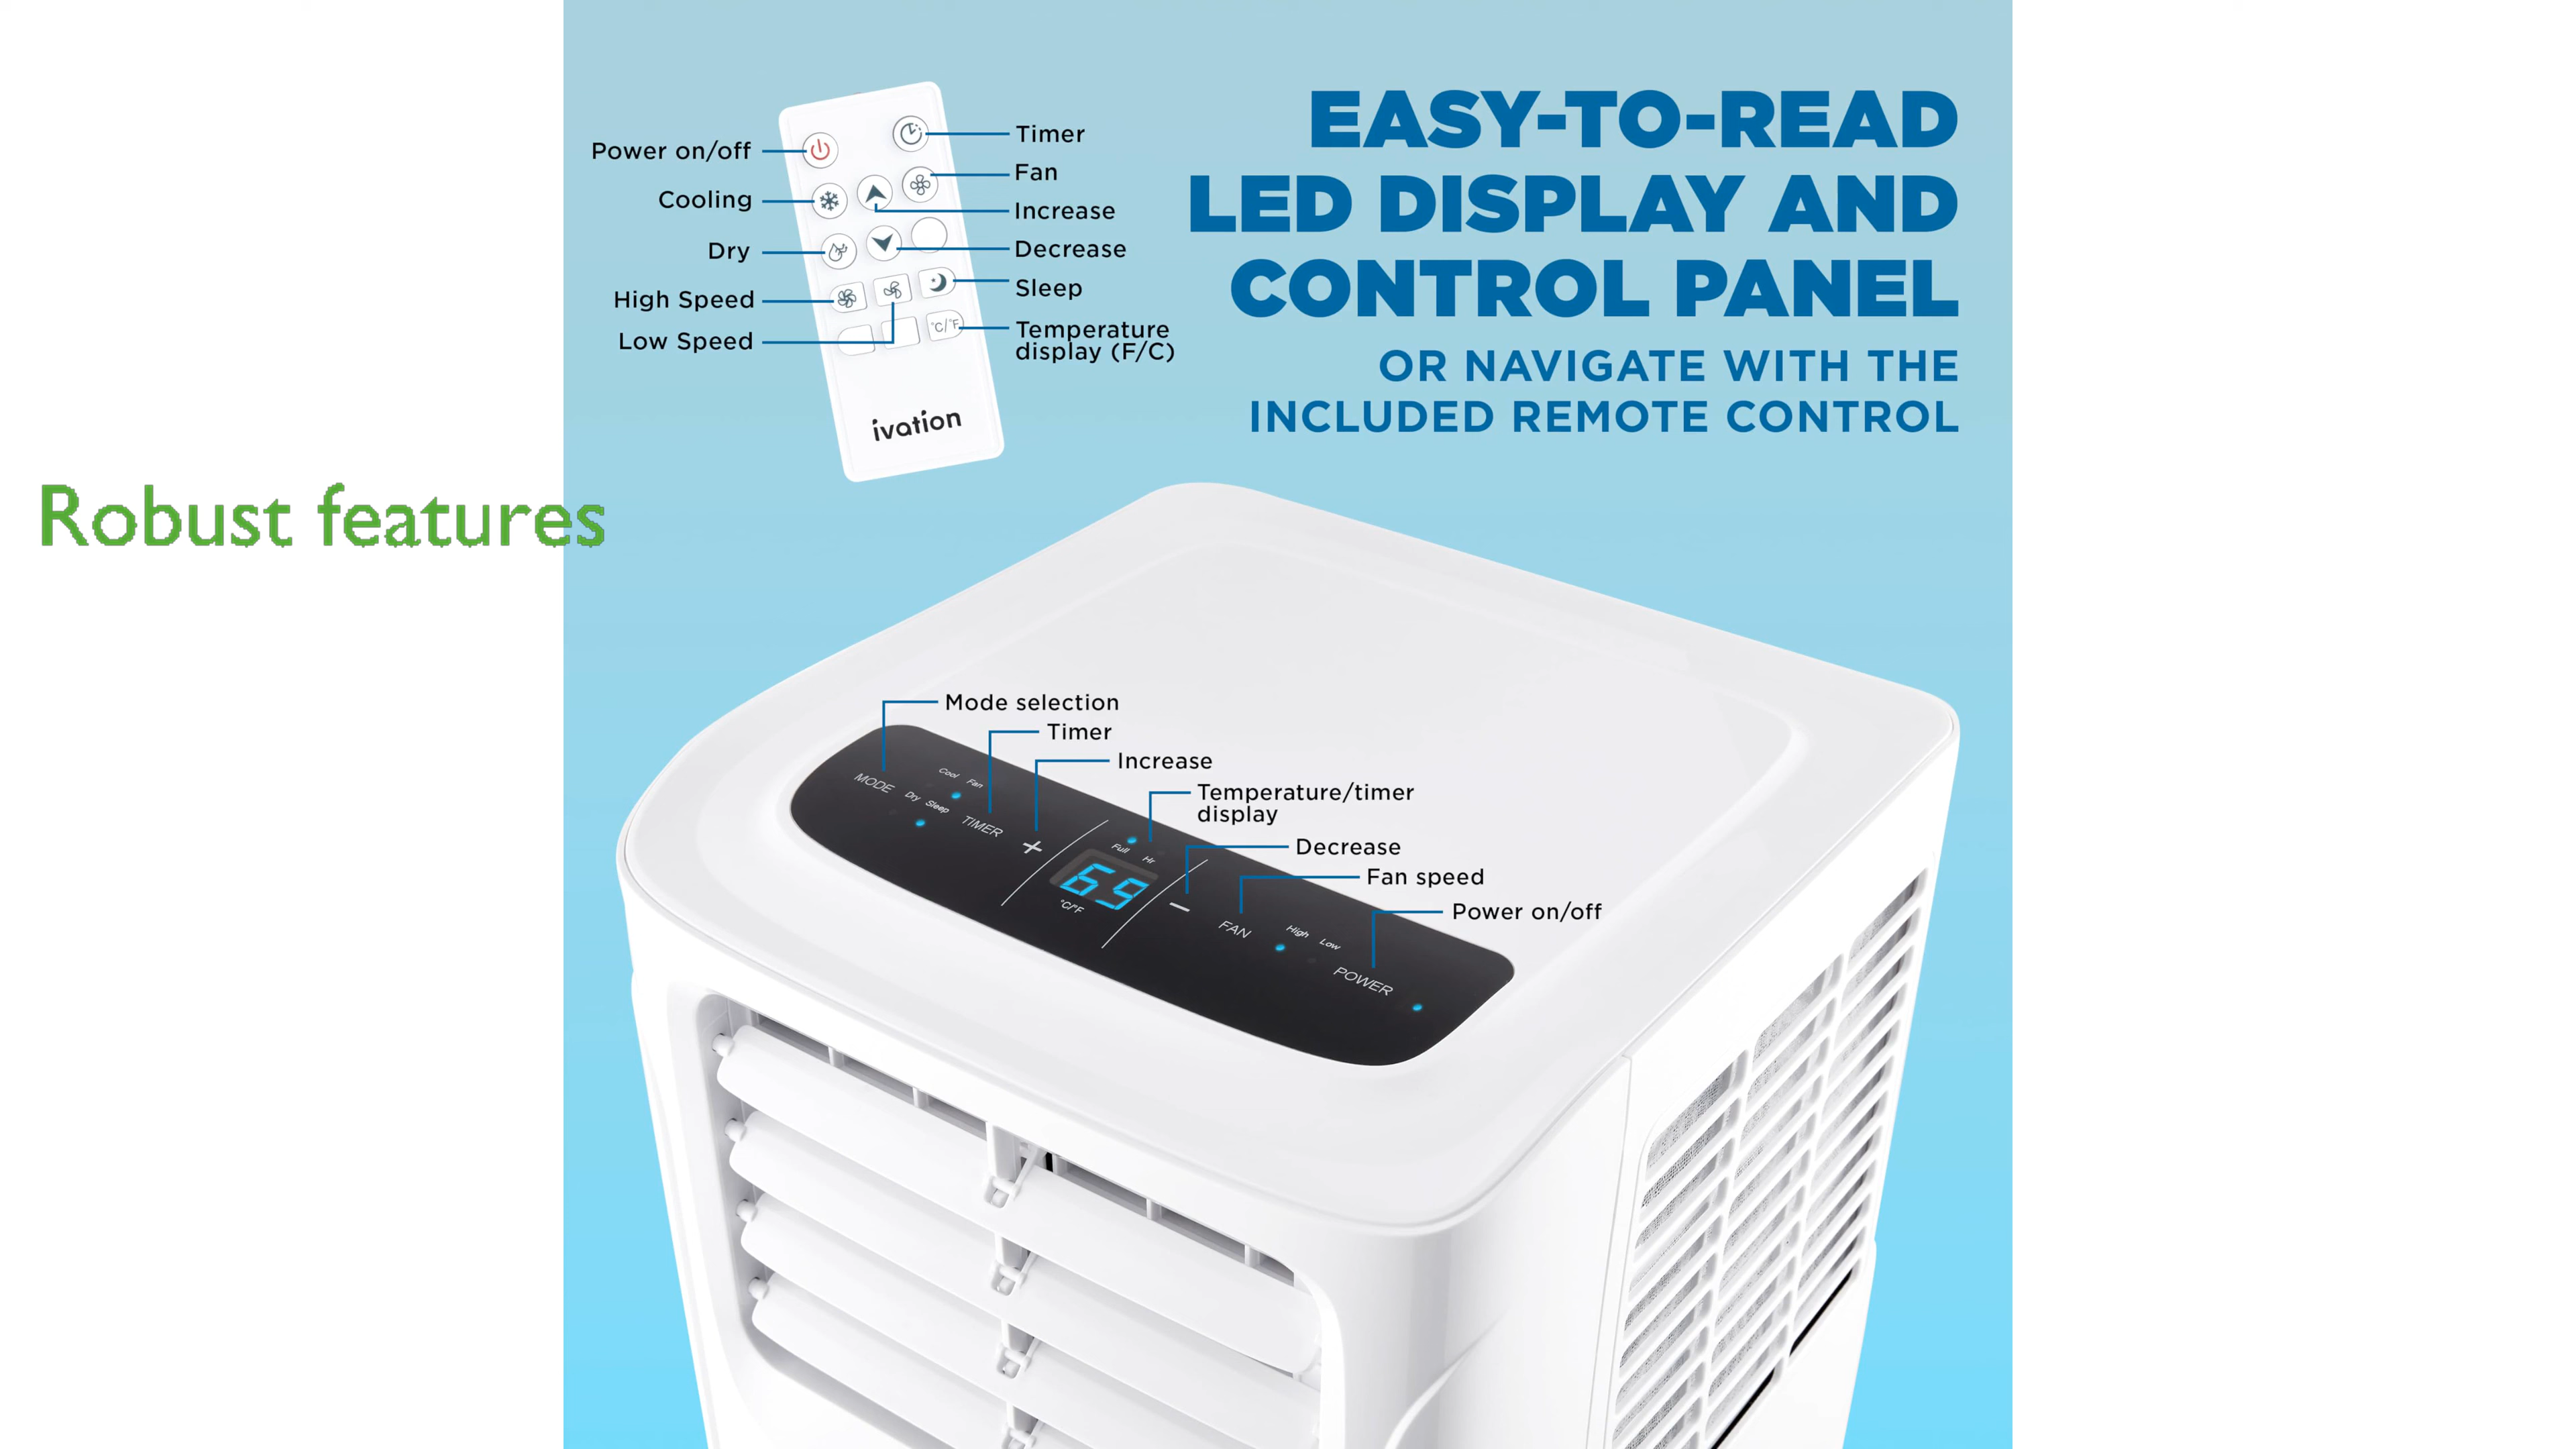 EASY-TO-READ
LED DISPLAY AND
CONTROL PANEL
OR NAVIGATE WITH THE
INCLUDED REMOTE CONTROL
Power on/off
Cooling
Dry
High Speed
Low Speed
Timer
Fan
Increase
Decrease
Sleep
Temperature
display (F/C)
°C/°F
ivation
Robust features
Mode selection
Timer
Increase
Temperature/timer
display
Decrease
Fan speed
Power on/off
MODE
Cool Fan
Dry Sleep
TIMER
+
Full Hr
69
°C/°F
−
FAN
High Low
POWER